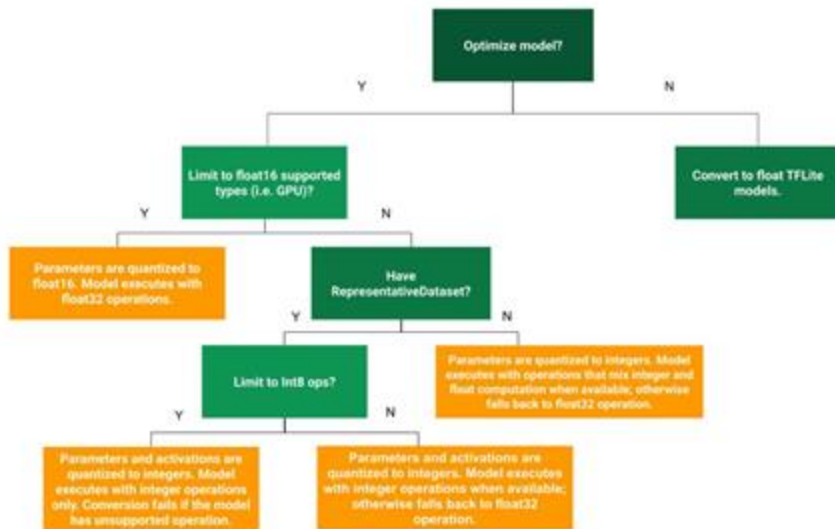 Optimize model?
Y
N
Limit to float16 supported
types (i.e. GPU)?
Convert to float TFLite
models.
Y
N
Parameters are quantized to
float16. Model executes with
float32 operations.
Have
RepresentativeDataset?
Y
N
Limit to Int8 ops?
Parameters are quantized to integers. Model
executes with operations that mix integer and
float computation when available; otherwise
falls back to float32 operation.
Y
N
Parameters and activations are
quantized to integers. Model
executes with integer operations
only. Conversion fails if the model
has unsupported operation.
Parameters and activations are
quantized to integers. Model executes
with integer operations when available;
otherwise falls back to float32
operation.